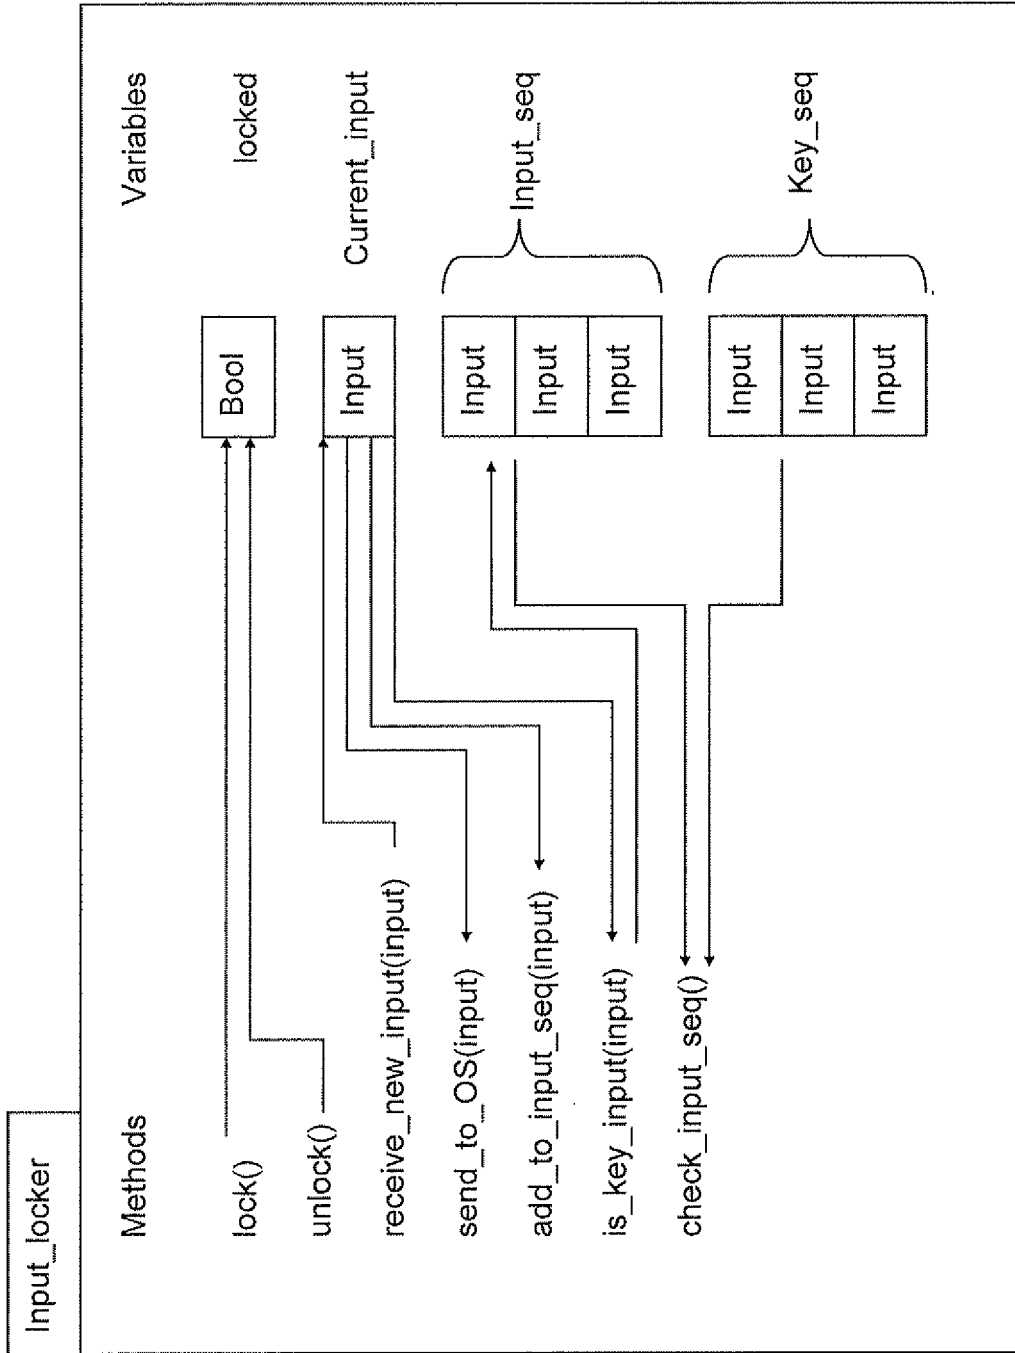 Input_locker
Methods
Variables
lock()
Bool
locked
unlock()
receive_new_input(input)
Input
Current_input
send_to_OS(input)
add_to_input_seq(input)
is_key_input(input)
Input
Input
Input
Input_seq
check_input_seq()
Input
Input
Input
Key_seq